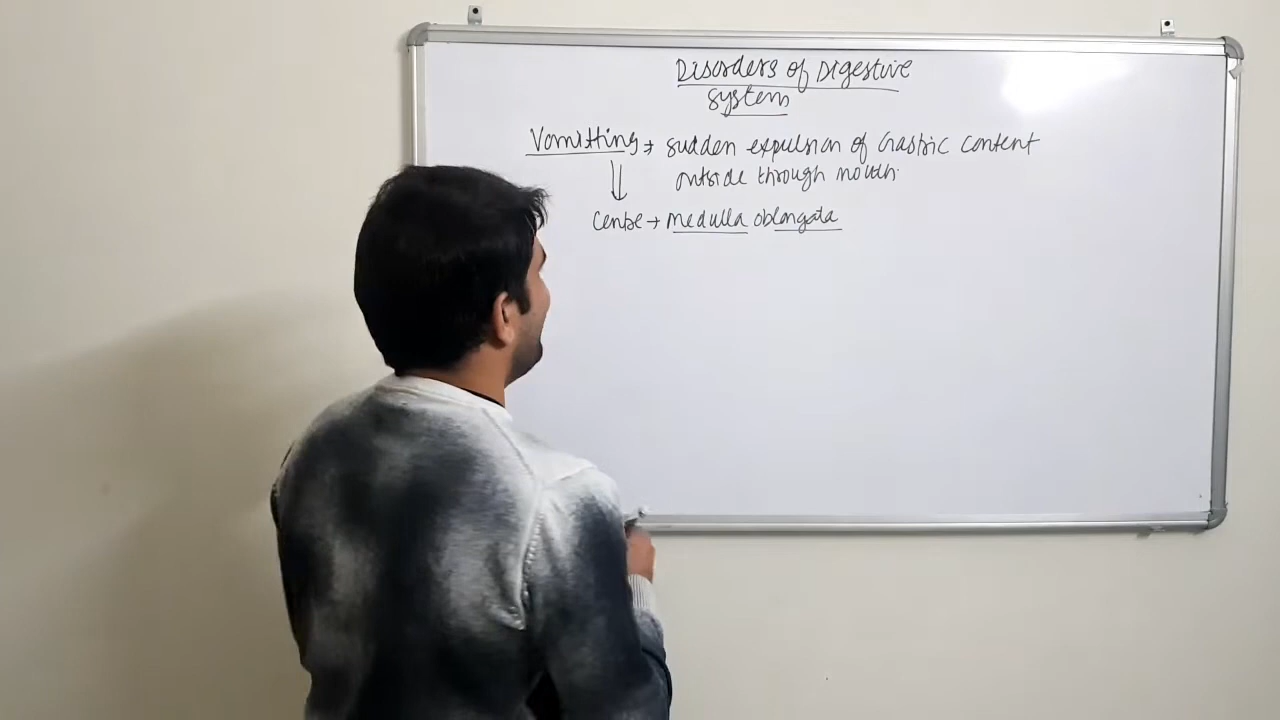 Disorders of Digestive
system
Vomitting → sudden expulsion of Gastric content
outside through mouth.
Centre → Medulla oblongata